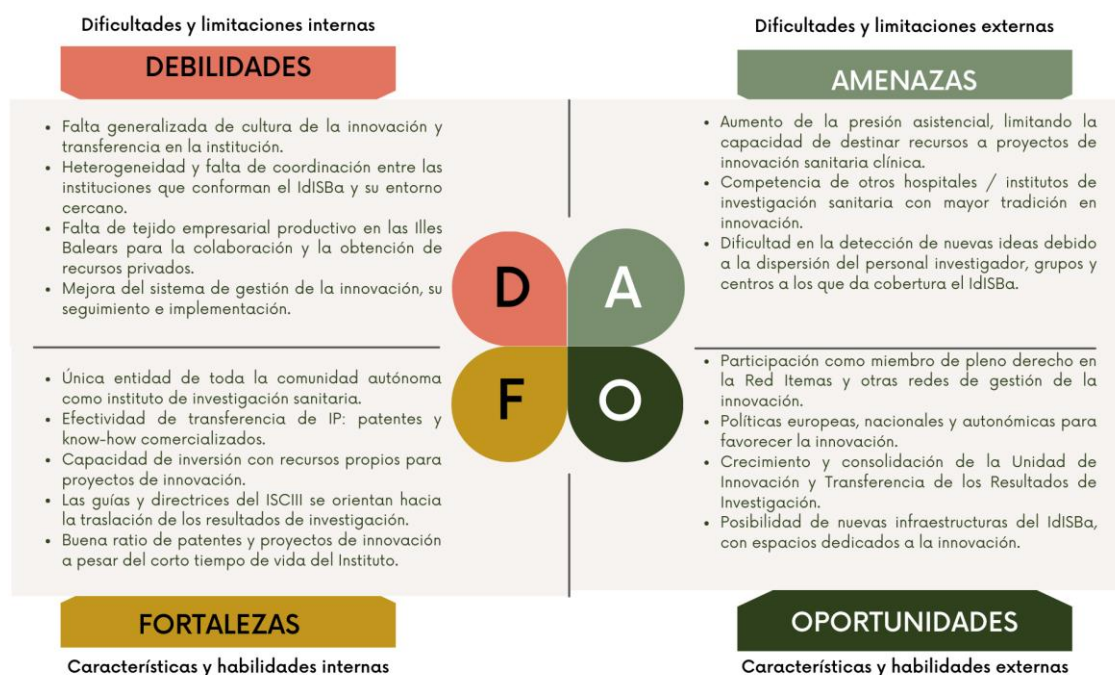 Dificultades y limitaciones internas
DEBILIDADES
• Falta generalizada de cultura de la innovación y
transferencia en la institución.
• Heterogeneidad y falta de coordinación entre las
instituciones que conforman el IdISBa y su entorno
cercano.
• Falta de tejido empresarial productivo en las Illes
Balears para la colaboración y la obtención de
recursos privados.
• Mejora del sistema de gestión de la innovación, su
seguimiento e implementación.
Dificultades y limitaciones externas
AMENAZAS
• Aumento de la presión asistencial, limitando la
capacidad de destinar recursos a proyectos de
innovación sanitaria clínica.
• Competencia de otros hospitales / institutos de
investigación sanitaria con mayor tradición en
innovación.
• Dificultad en la detección de nuevas ideas debido
a la dispersión del personal investigador, grupos y
centros a los que da cobertura el IdISBa.
D
A
F
O
• Única entidad de toda la comunidad autónoma
como instituto de investigación sanitaria.
• Efectividad de transferencia de IP: patentes y
know-how comercializados.
• Capacidad de inversión con recursos propios para
proyectos de innovación.
• Las guías y directrices del ISCIII se orientan hacia
la traslación de los resultados de investigación.
• Buena ratio de patentes y proyectos de innovación
a pesar del corto tiempo de vida del Instituto.
FORTALEZAS
Características y habilidades internas
• Participación como miembro de pleno derecho en
la Red Itemas y otras redes de gestión de la
innovación.
• Políticas europeas, nacionales y autonómicas para
favorecer la innovación.
• Crecimiento y consolidación de la Unidad de
Innovación y Transferencia de los Resultados de
Investigación.
• Posibilidad de nuevas infraestructuras del IdISBa,
con espacios dedicados a la innovación.
OPORTUNIDADES
Características y habilidades externas